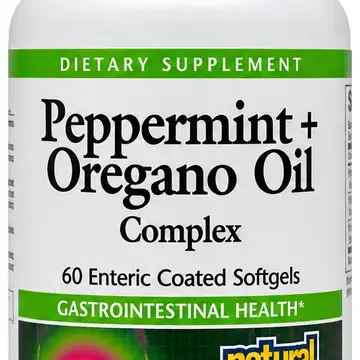 DIETARY SUPPLEMENT
Peppermint +
Oregano Oil
Complex
60 Enteric Coated Softgels
GASTROINTESTINAL HEALTH*
natural